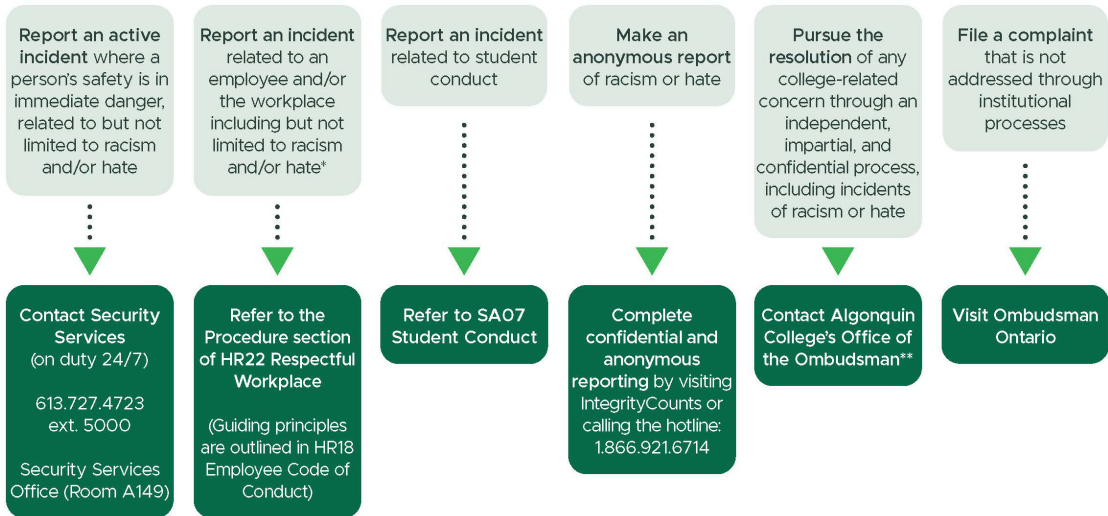 Report an active
incident where a
person's safety is in
immediate danger,
related to but not
limited to racism
and/or hate
Report an incident
related to an
employee and/or
the workplace
including but not
limited to racism
and/or hate*
Report an incident
related to student
conduct
Make an
anonymous report
of racism or hate
Pursue the
resolution of any
college-related
concern through an
independent,
impartial, and
confidential process,
including incidents
of racism or hate
File a complaint
that is not
addressed through
institutional
processes
Contact Security
Services
(on duty 24/7)
613.727.4723
ext. 5000
Security Services
Office (Room A149)
Refer to the
Procedure section
of HR22 Respectful
Workplace
(Guiding principles
are outlined in HR18
Employee Code of
Conduct)
Refer to SA07
Student Conduct
Complete
confidential and
anonymous
reporting by visiting
IntegrityCounts or
calling the hotline:
1.866.921.6714
Contact Algonquin
College's Office of
the Ombudsman**
Visit Ombudsman
Ontario